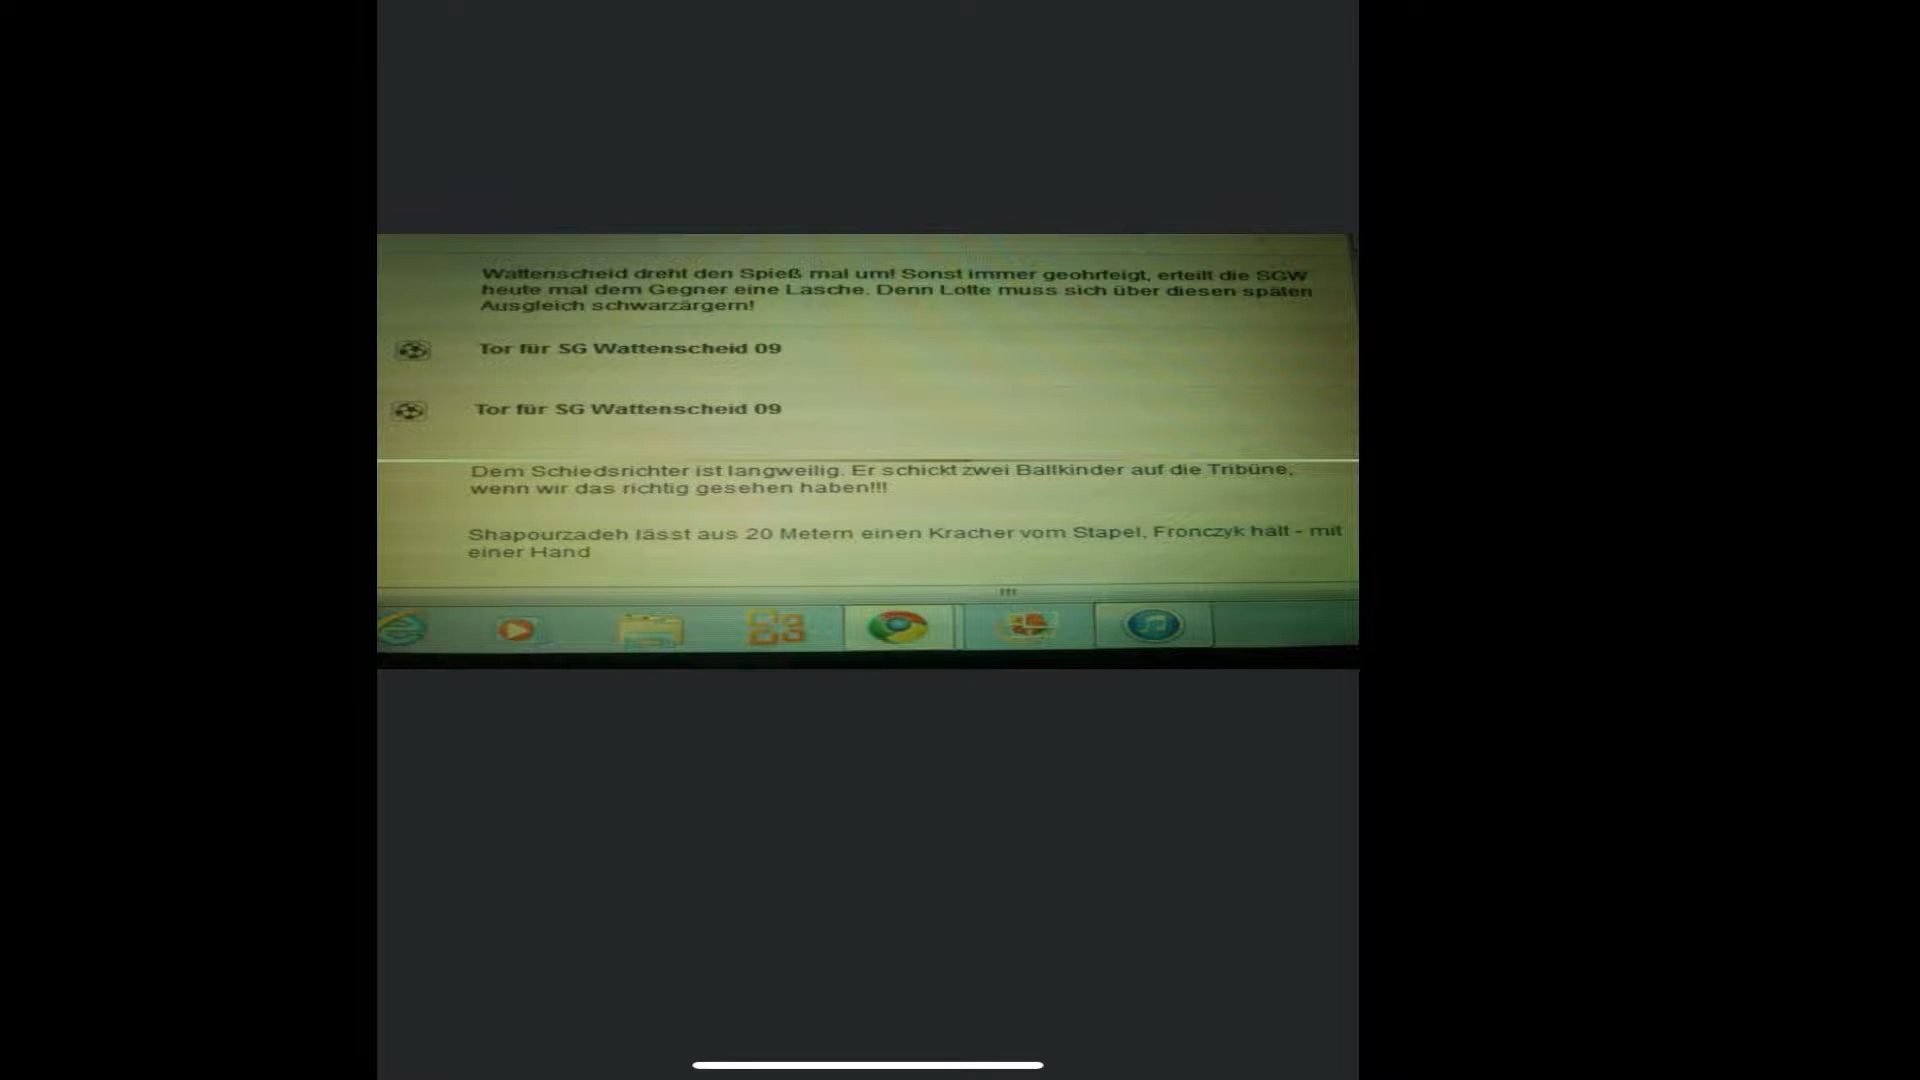 Wattenscheid dreht den Spieß mal um! Sonst immer geohrfeigt, erteilt die SGW
heute mal dem Gegner eine Lasche. Denn Lotte muss sich über diesen späten
Ausgleich schwarzärgern!
Tor für SG Wattenscheid 09
Tor für SG Wattenscheid 09
Dem Schiedsrichter ist langweilig. Er schickt zwei Ballkinder auf die Tribüne,
wenn wir das richtig gesehen haben!!!
Shapourzadeh lässt aus 20 Metern einen Kracher vom Stapel, Fronczyk hält - mit
einer Hand